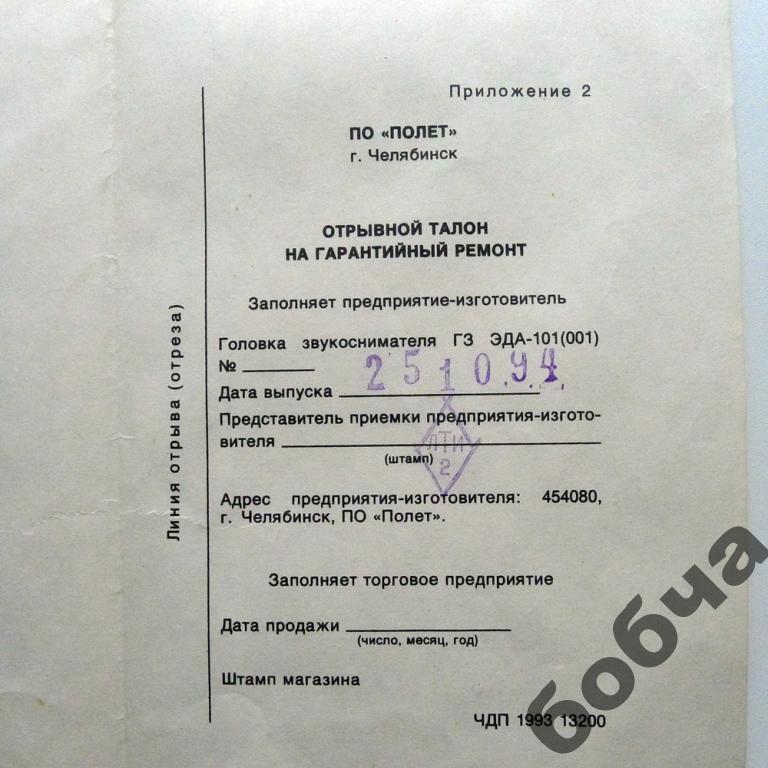 Приложение 2
ПО «ПОЛЕТ»
г. Челябинск
ОТРЫВНОЙ ТАЛОН
НА ГАРАНТИЙНЫЙ РЕМОНТ
Заполняет предприятие-изготовитель
Головка звукоснимателя ГЗ ЭДА-101(001)
№
25 10.94
Дата выпуска
Представитель приемки предприятия-изгото-
вителя
(штамп)
ЛТИ
2
Адрес предприятия-изготовителя: 454080,
г. Челябинск, ПО «Полет».
Заполняет торговое предприятие
Дата продажи
(число, месяц, год)
Штамп магазина
ЧДП 1993 13200
Линия отрыва (отреза)
бобча